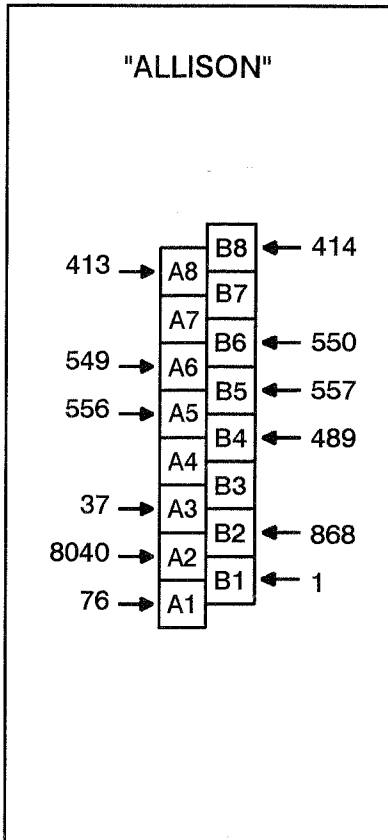 "ALLISON"
B8 414
413 A8
B7
A7
B6 550
549 A6
B5 557
556 A5
B4 489
A4
B3
37 A3
B2 868
8040 A2
B1 1
76 A1